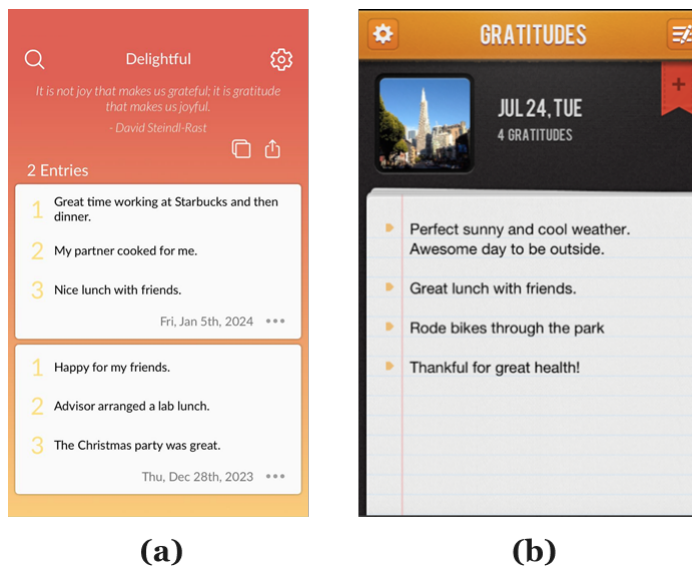 Delightful
It is not joy that makes us grateful; it is gratitude
that makes us joyful.
- David Steindl-Rast
2 Entries
1 Great time working at Starbucks and then
dinner.
2 My partner cooked for me.
3 Nice lunch with friends.
Fri, Jan 5th, 2024
1 Happy for my friends.
2 Advisor arranged a lab lunch.
3 The Christmas party was great.
Thu, Dec 28th, 2023
(a)
GRATITUDES
JUL 24, TUE
4 GRATITUDES
Perfect sunny and cool weather.
Awesome day to be outside.
Great lunch with friends.
Rode bikes through the park
Thankful for great health!
(b)